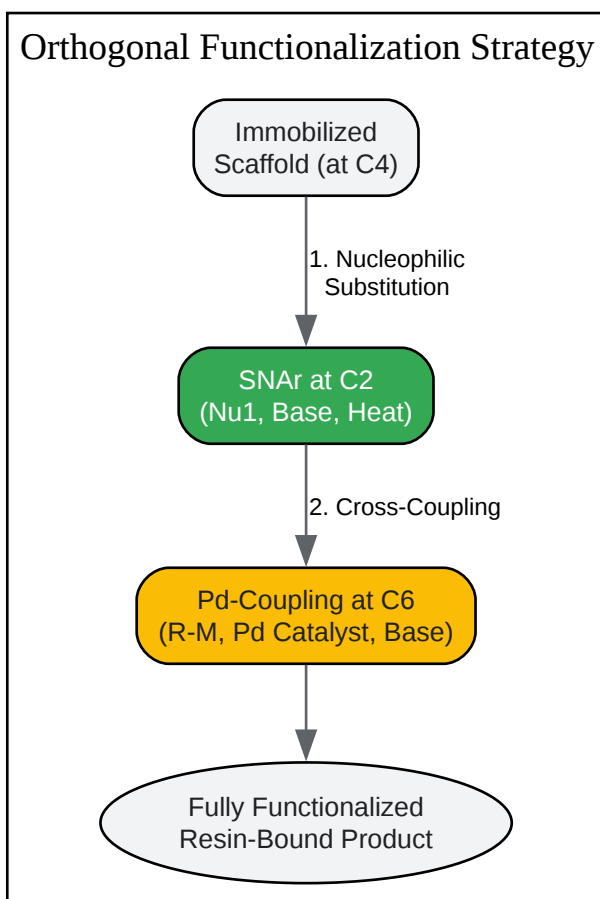 Orthogonal Functionalization Strategy
Immobilized
Scaffold (at C4)
1. Nucleophilic
Substitution
SNAr at C2
(Nu1, Base, Heat)
2. Cross-Coupling
Pd-Coupling at C6
(R-M, Pd Catalyst, Base)
Fully Functionalized
Resin-Bound Product